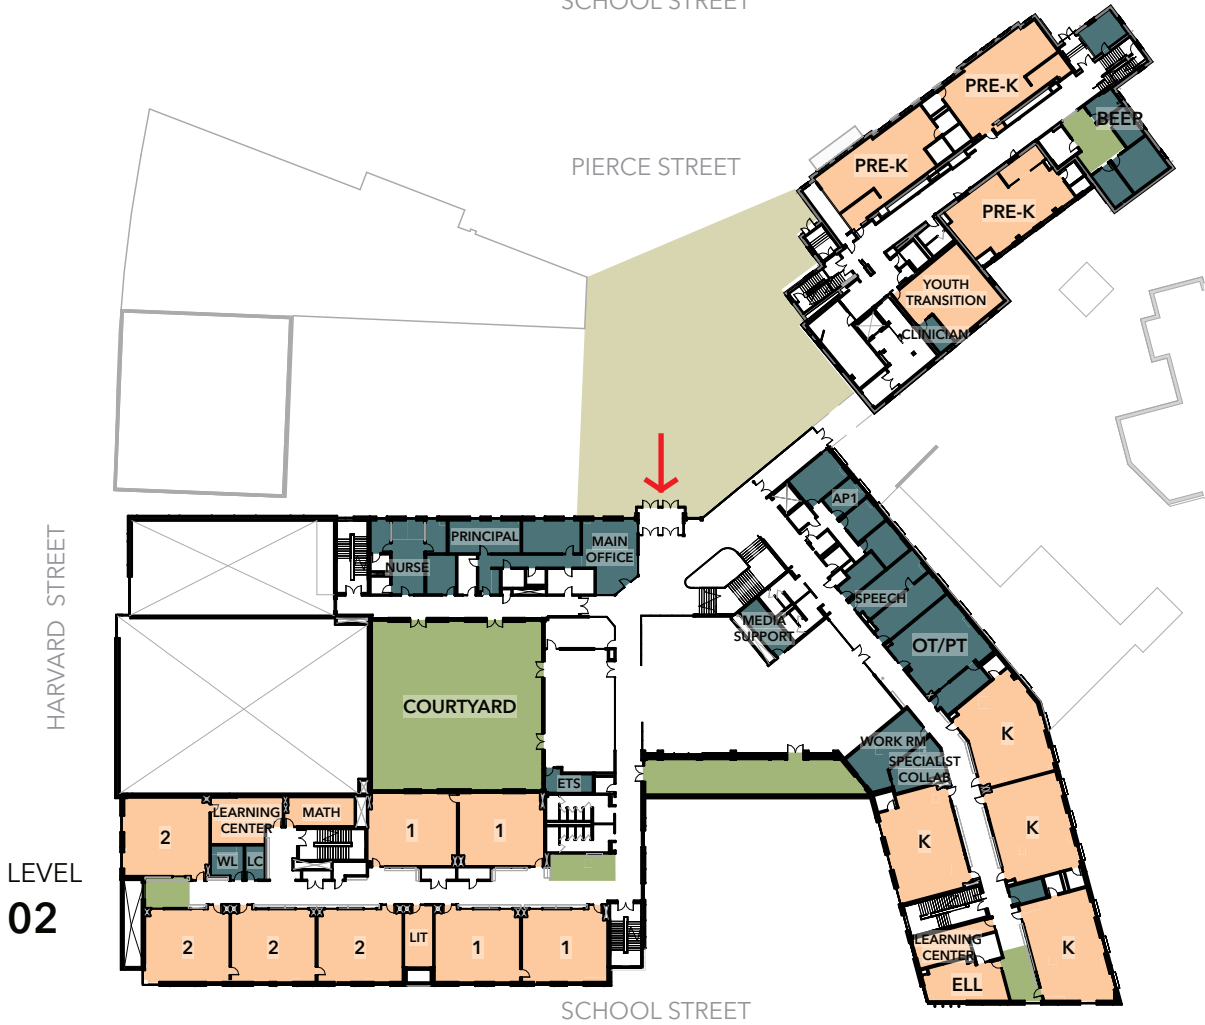 SCHOOL STREET
PRE-K
BEEP
PIERCE STREET
PRE-K
PRE-K
YOUTH
TRANSITION
CLINICIAN
AP1
PRINCIPAL
MAIN
OFFICE
NURSE
SPEECH
MEDIA
SUPPORT
OT/PT
HARVARD STREET
COURTYARD
K
WORK RM
SPECIALIST
COLLAB
ETS
LEARNING
CENTER
MATH
2
1
1
K
K
WL
LC
LEVEL
02
2
2
2
LIT
1
1
LEARNING
CENTER
K
ELL
SCHOOL STREET